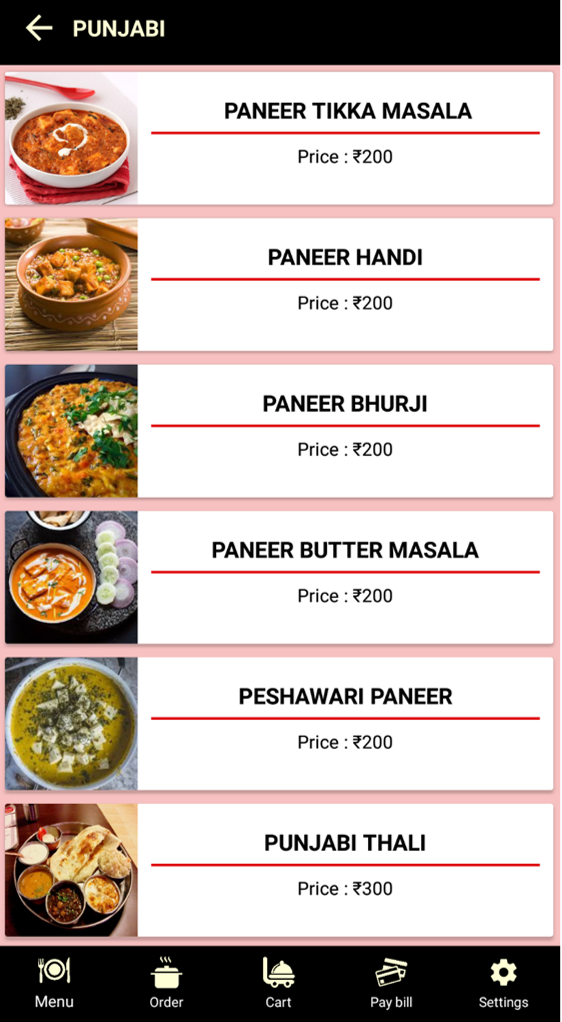 PUNJABI
PANEER TIKKA MASALA
Price : ₹200
PANEER HANDI
Price : ₹200
PANEER BHURJI
Price : ₹200
PANEER BUTTER MASALA
Price : ₹200
PESHAWARI PANEER
Price : ₹200
PUNJABI THALI
Price : ₹300
Menu Order Cart Pay bill Settings